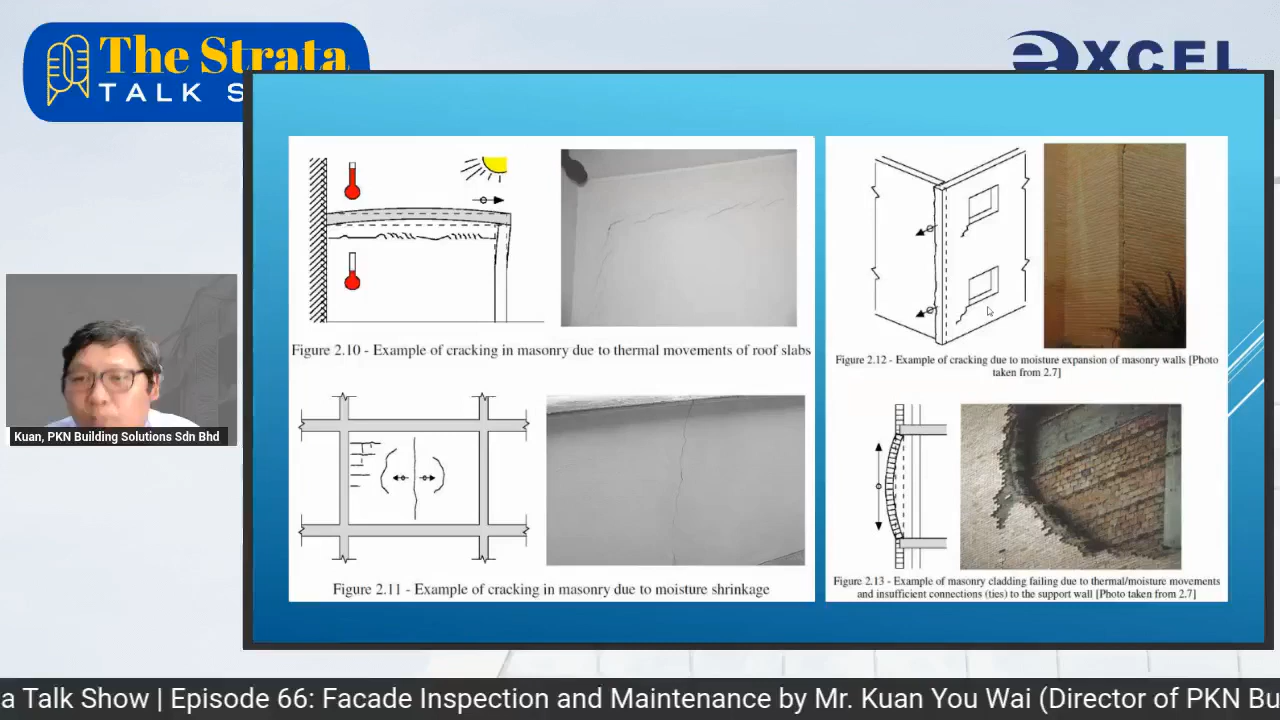 The Strata
TALK S
EXCEL
Figure 2.10 - Example of cracking in masonry due to thermal movements of roof slabs
Figure 2.12 - Example of cracking due to moisture expansion of masonry walls [Photo
taken from 2.7]
Figure 2.11 - Example of cracking in masonry due to moisture shrinkage
Figure 2.13 - Example of masonry cladding failing due to thermal/moisture movements
and insufficient connections (ties) to the support wall [Photo taken from 2.7]
Kuan, PKN Building Solutions Sdn Bhd
a Talk Show | Episode 66: Facade Inspection and Maintenance by Mr. Kuan You Wai (Director of PKN Bu